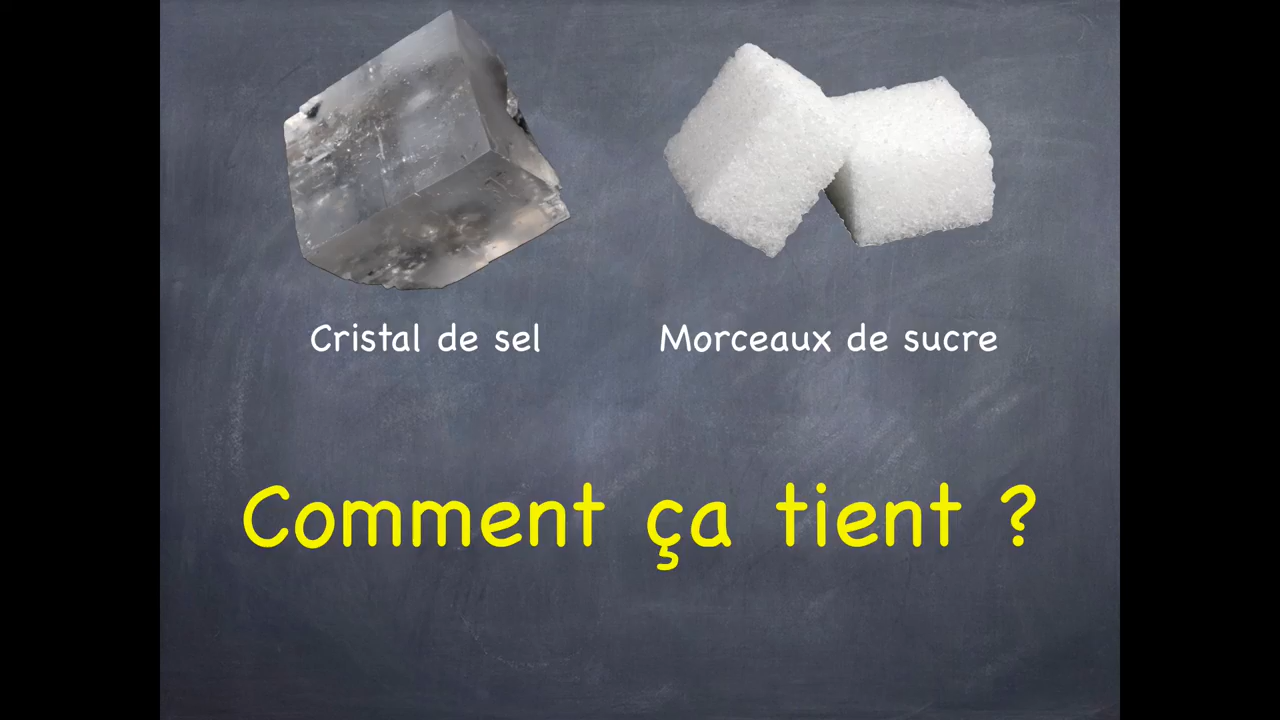 Cristal de sel
Morceaux de sucre
Comment ça tient ?